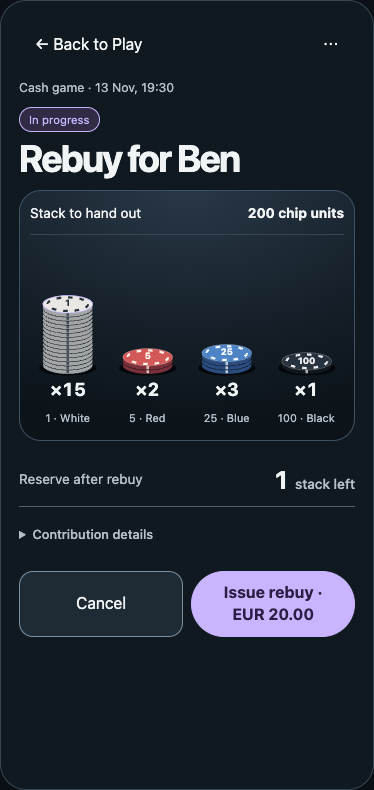 ← Back to Play
···
Cash game · 13 Nov, 19:30
In progress
Rebuy for Ben
Stack to hand out
200 chip units
1
5
25
100
×15
×2
×3
×1
1 · White
5 · Red
25 · Blue
100 · Black
Reserve after rebuy
1 stack left
▶ Contribution details
Cancel
Issue rebuy ·
EUR 20.00